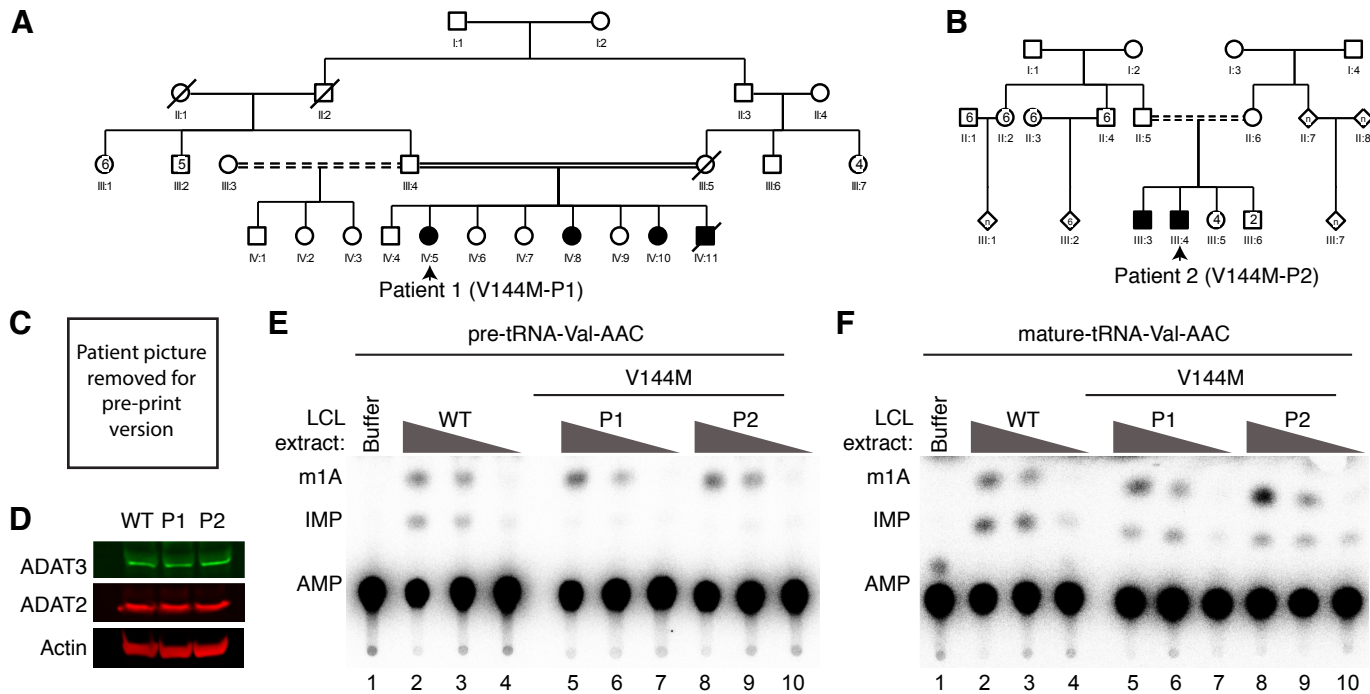 A
I:1 I:2
II:1 II:2 II:3 II:4
6 5 4
III:1 III:2 III:3 III:4 III:5 III:6 III:7
IV:1 IV:2 IV:3 IV:4 IV:5 IV:6 IV:7 IV:8 IV:9 IV:10 IV:11
Patient 1 (V144M-P1)
B
I:1 I:2 I:3 I:4
6 6 6 6 n n
II:1 II:2 II:3 II:4 II:5 II:6 II:7 II:8
n 6 4 2 n
III:1 III:2 III:3 III:4 III:5 III:6 III:7
Patient 2 (V144M-P2)
C
Patient picture
removed for
pre-print
version
D
WT P1 P2
ADAT3
ADAT2
Actin
E
pre-tRNA-Val-AAC
V144M
LCL
extract:
Buffer
WT P1 P2
m1A
IMP
AMP
1 2 3 4 5 6 7 8 9 10
F
mature-tRNA-Val-AAC
V144M
LCL
extract:
Buffer
WT P1 P2
m1A
IMP
AMP
1 2 3 4 5 6 7 8 9 10